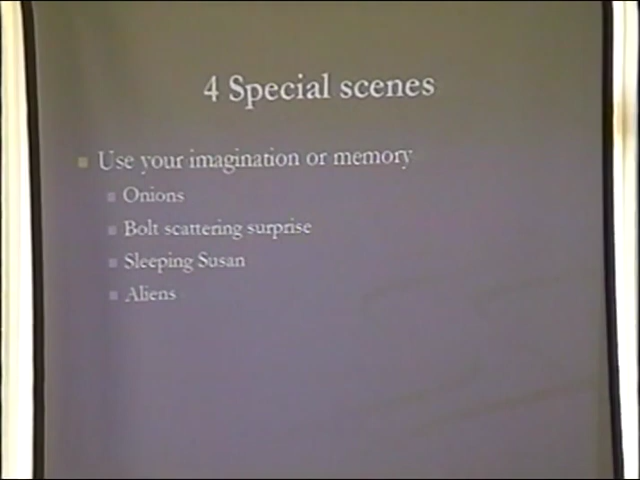 4 Special scenes
Use your imagination or memory
Onions
Bolt scattering surprise
Sleeping Susan
Aliens